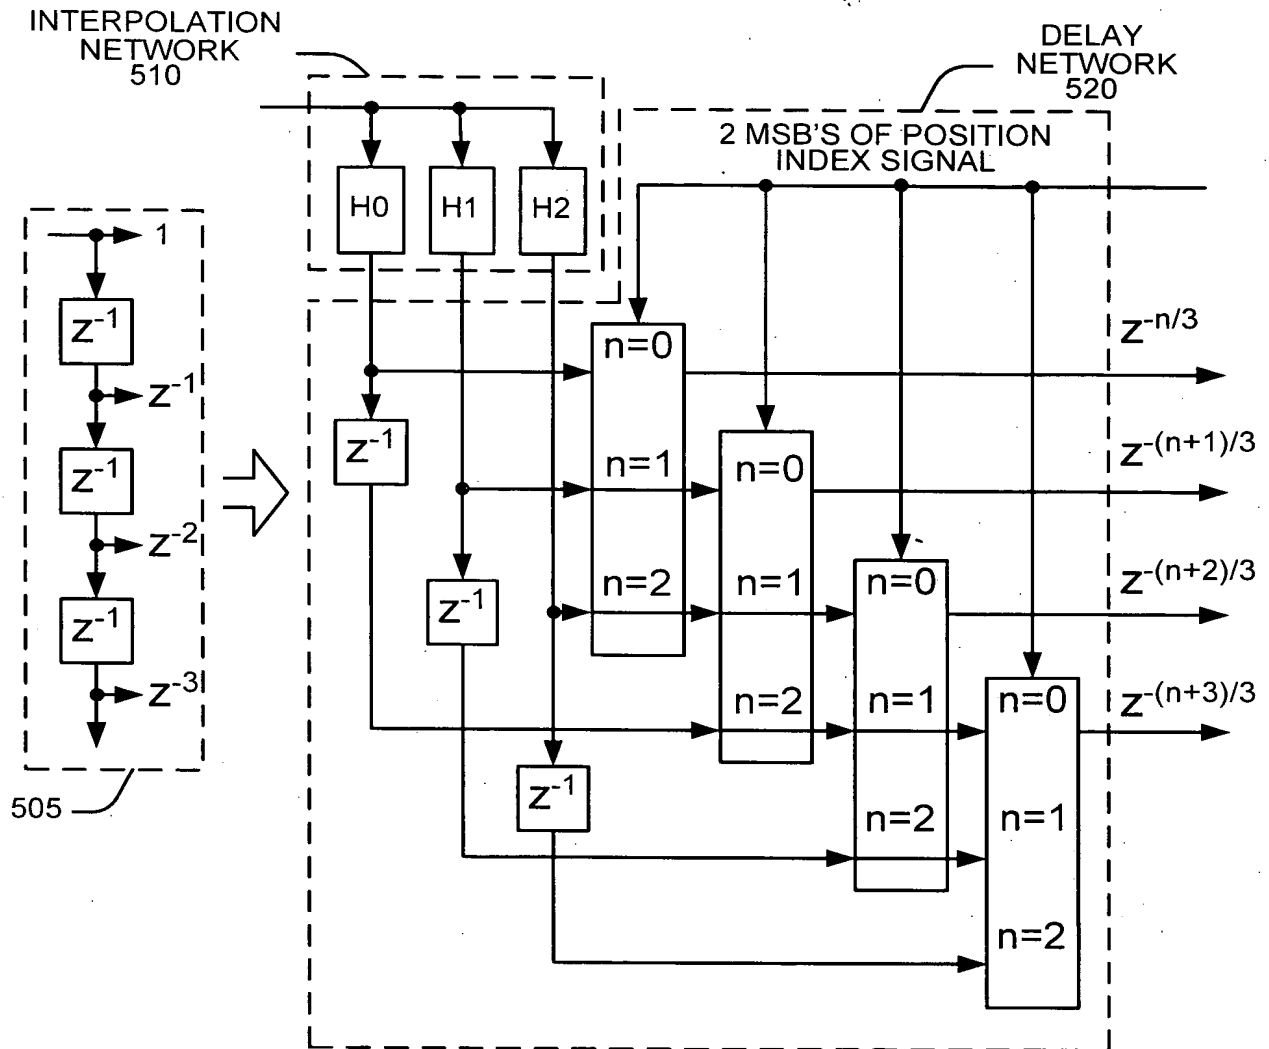 INTERPOLATION
NETWORK
510
DELAY
NETWORK
520
2 MSB'S OF POSITION
INDEX SIGNAL
H0
H1
H2
1
z⁻¹
z⁻¹
z⁻¹
z⁻²
z⁻¹
z⁻³
505
z⁻¹
z⁻¹
z⁻¹
n=0
n=1
n=2
n=0
n=1
n=2
n=0
n=1
n=2
n=0
n=1
n=2
z^{-n/3}
z^{-(n+1)/3}
z^{-(n+2)/3}
z^{-(n+3)/3}